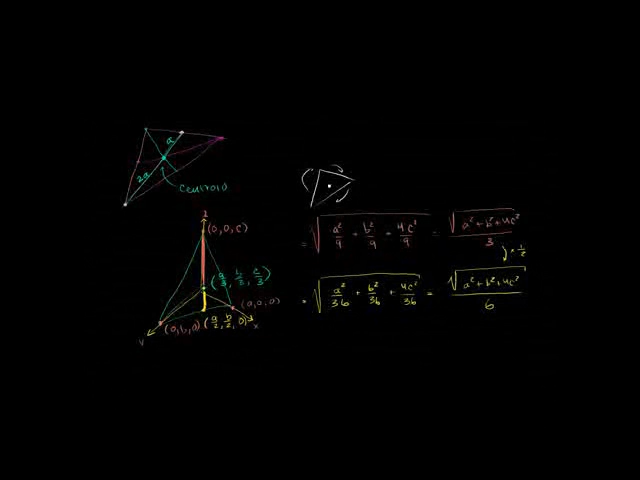 a
2a
Centroid
z
(0,0,c)
= √(a²/9 + b²/9 + 4c²/9) = √(a²+b²+4c²)/3
× 1/2
(a/3, b/3, c/3)
= √(a²/36 + b²/36 + 4c²/36) = √(a²+b²+4c²)/6
(a,0,0)
(0,b,0) (a/2, b/2, 0) x
y